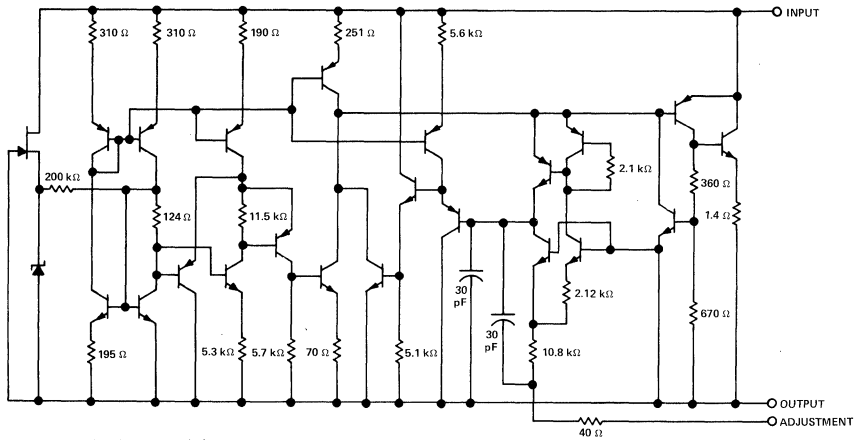 INPUT
310 Ω
310 Ω
190 Ω
251 Ω
5.6 kΩ
2.1 kΩ
200 kΩ
360 Ω
124 Ω
11.5 kΩ
1.4 Ω
30
pF
2.12 kΩ
30
pF
670 Ω
195 Ω
5.3 kΩ
5.7 kΩ
70 Ω
5.1 kΩ
10.8 kΩ
OUTPUT
ADJUSTMENT
40 Ω